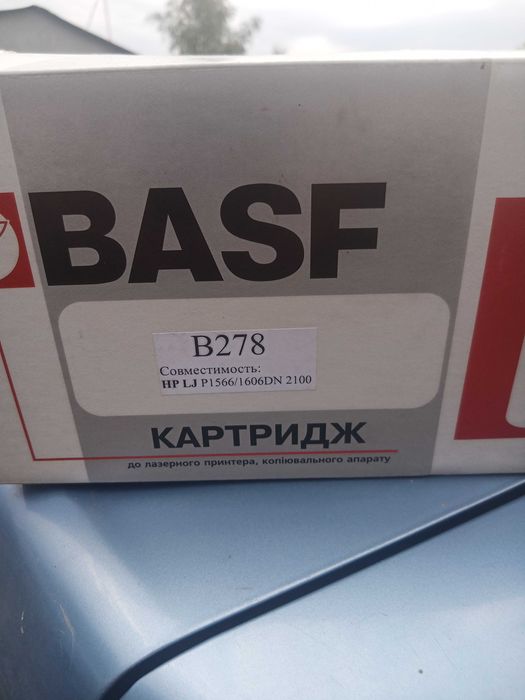 BASF
B278
Совместимость:
HP LJ P1566/1606DN 2100
КАРТРИДЖ
до лазерного принтера, копіювального апарату